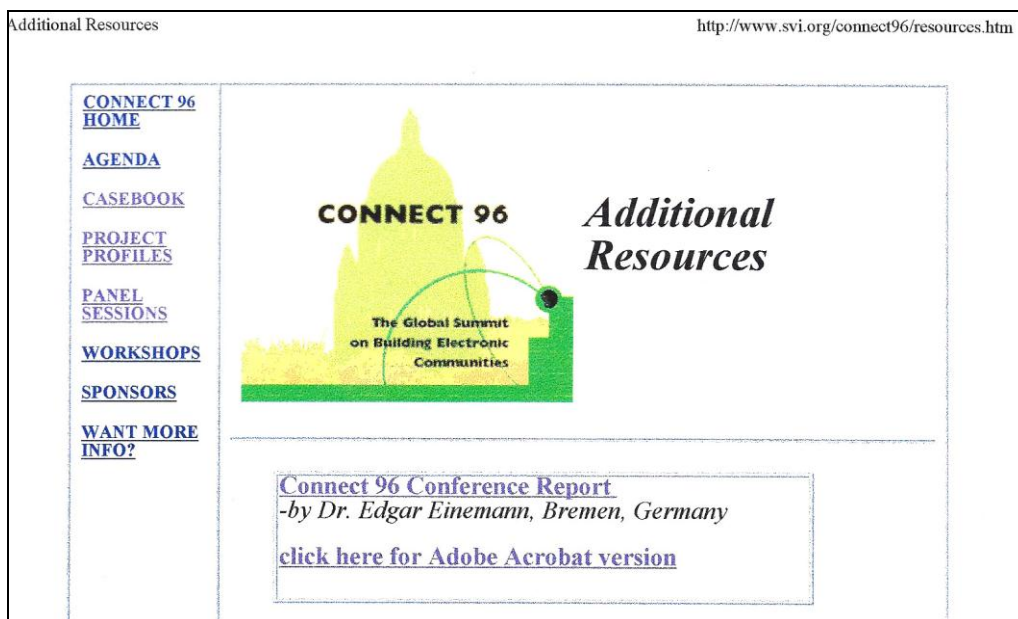 Additional Resources
http://www.svi.org/connect96/resources.htm
CONNECT 96
HOME
AGENDA
CASEBOOK
PROJECT
PROFILES
PANEL
SESSIONS
WORKSHOPS
SPONSORS
WANT MORE
INFO?
CONNECT 96
The Global Summit
on Building Electronic
Communities
Additional
Resources
Connect 96 Conference Report
-by Dr. Edgar Einemann, Bremen, Germany
click here for Adobe Acrobat version